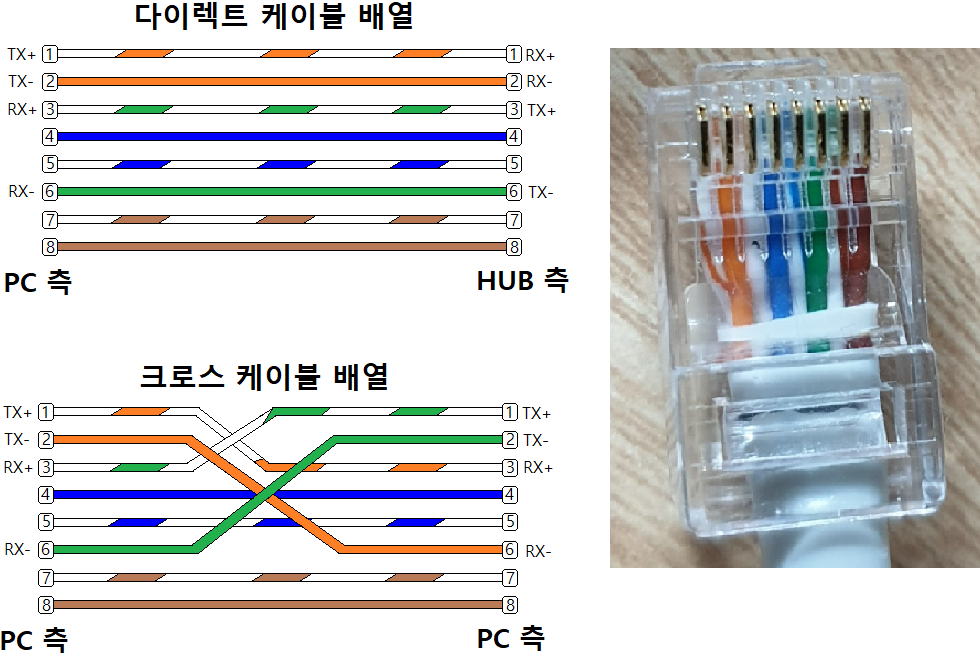 다이렉트 케이블 배열
TX+ 1 1 RX+
TX- 2 2 RX-
RX+ 3 3 TX+
4 4
5 5
RX- 6 6 TX-
7 7
8 8
PC 측 HUB 측
크로스 케이블 배열
TX+ 1 1 TX+
TX- 2 2 TX-
RX+ 3 3 RX+
4 4
5 5
RX- 6 6 RX-
7 7
8 8
PC 측 PC 측